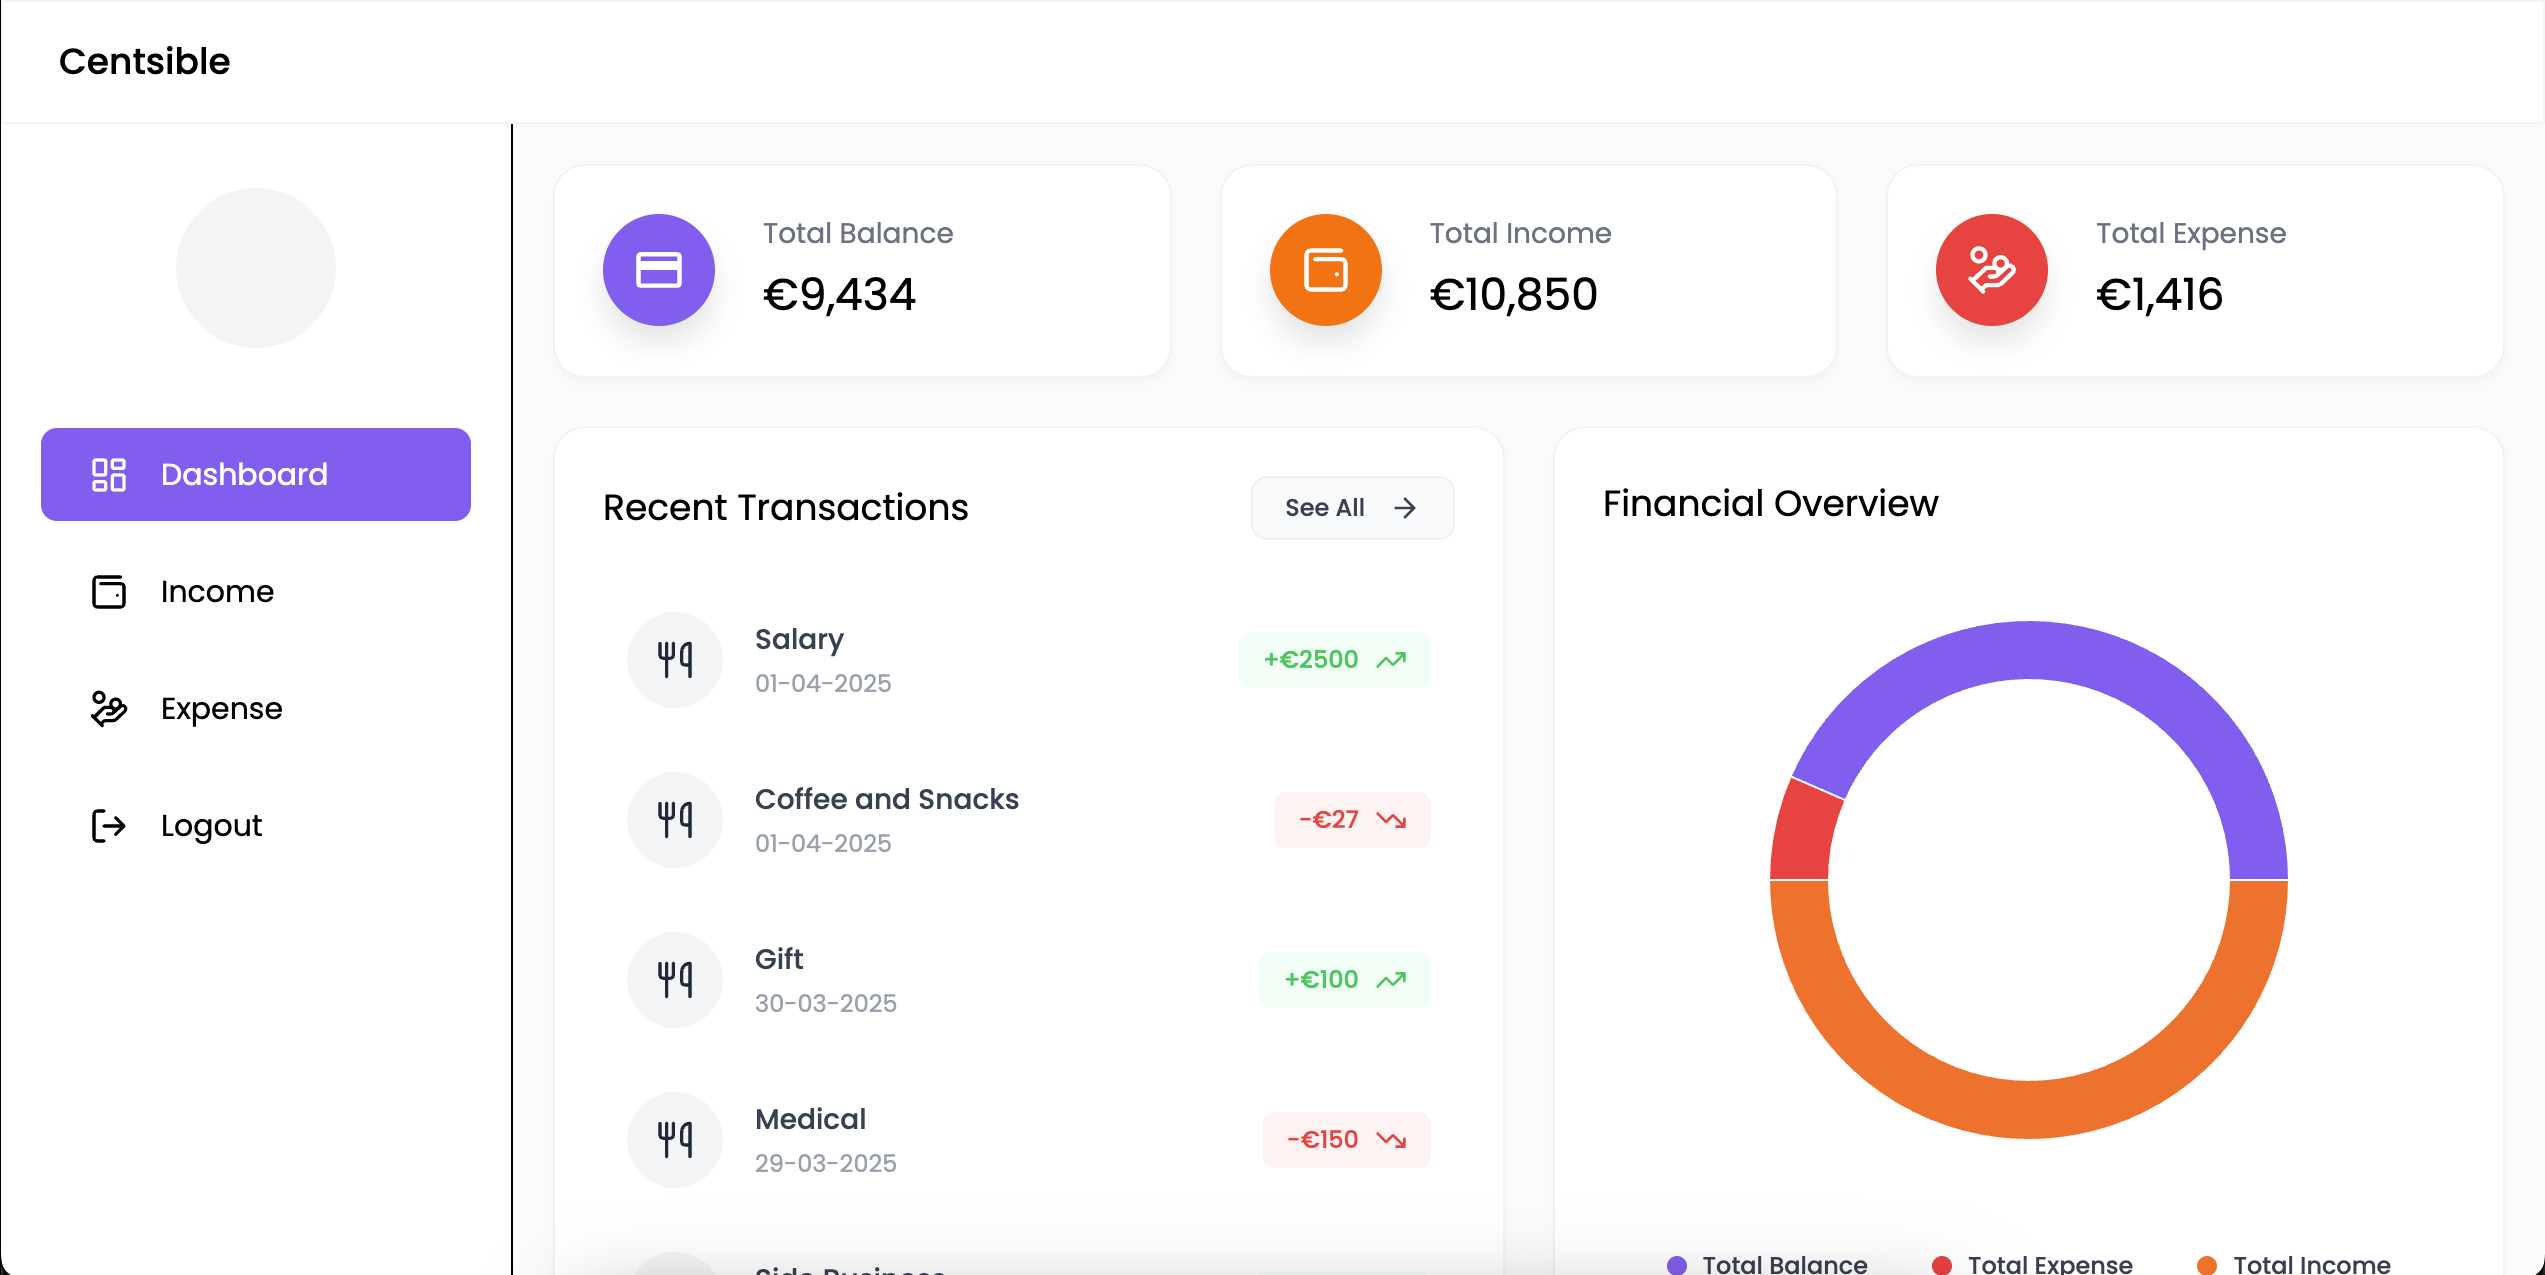 Centsible
Dashboard
Income
Expense
Logout
Total Balance
€9,434
Total Income
€10,850
Total Expense
€1,416
Recent Transactions
See All
Salary
01-04-2025
+€2500
Coffee and Snacks
01-04-2025
-€27
Gift
30-03-2025
+€100
Medical
29-03-2025
-€150
Side Business
Financial Overview
Total Balance
Total Expense
Total Income